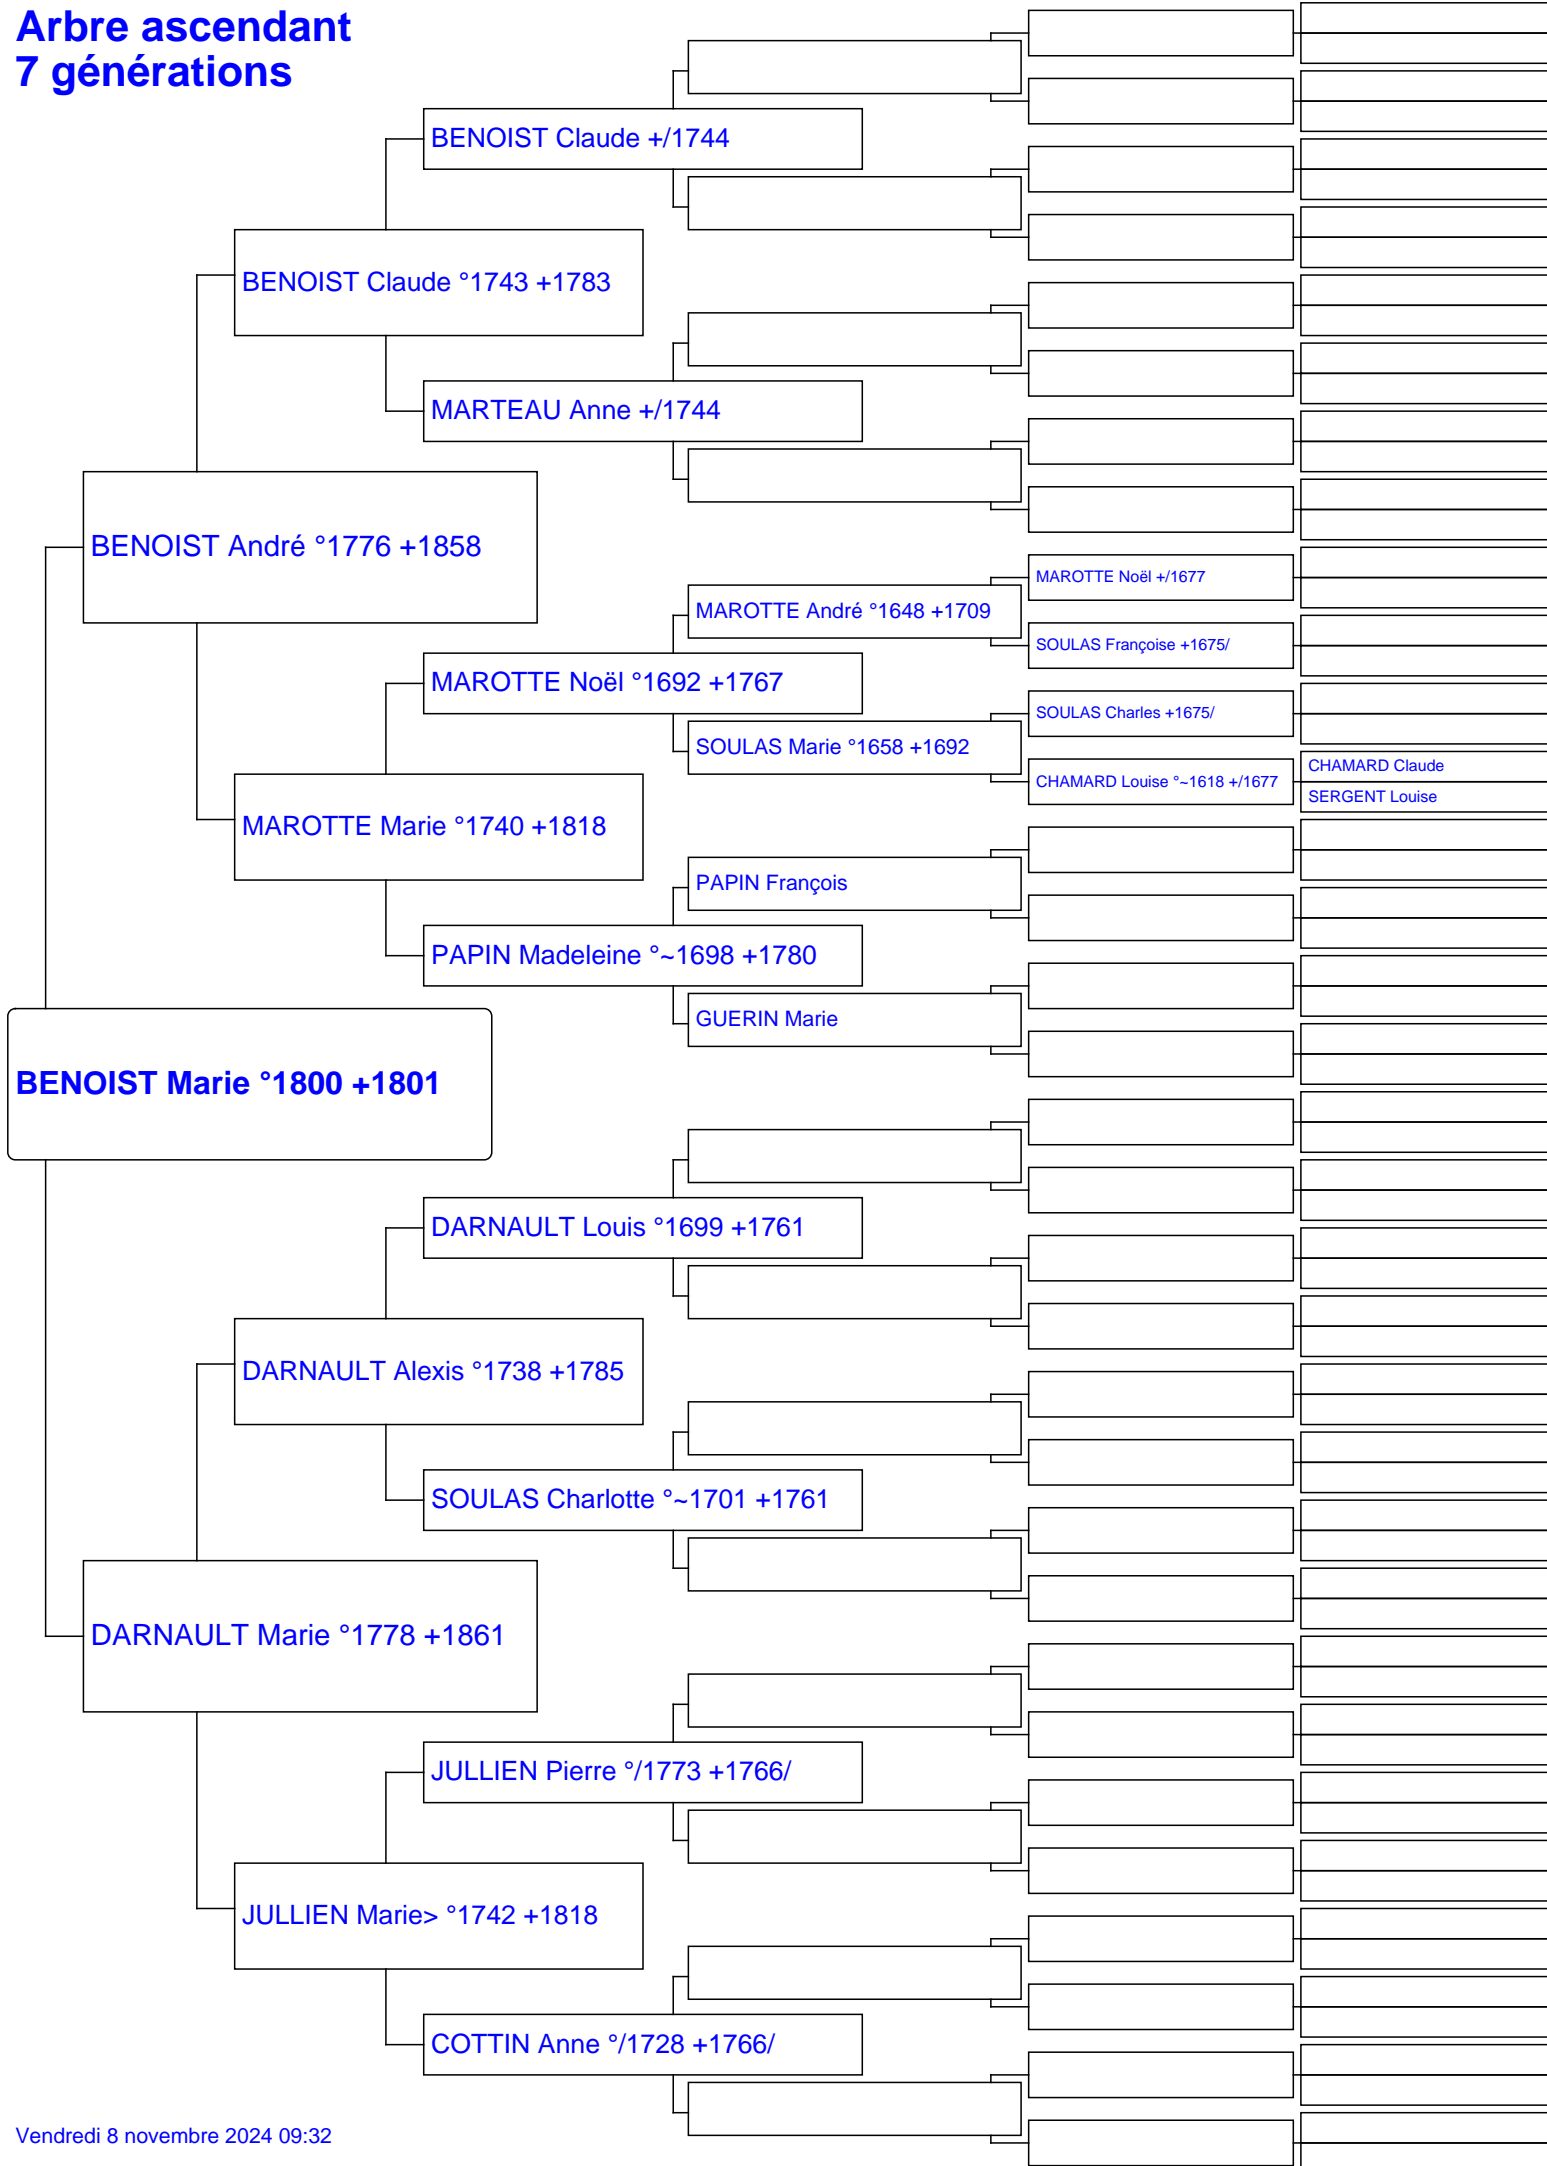 Arbre ascendant
7 générations
BENOIST Claude +/1744
BENOIST Claude °1743 +1783
MARTEAU Anne +/1744
BENOIST André °1776 +1858
MAROTTE Noël +/1677
MAROTTE André °1648 +1709
SOULAS Françoise +1675/
MAROTTE Noël °1692 +1767
SOULAS Charles +1675/
SOULAS Marie °1658 +1692
CHAMARD Claude
CHAMARD Louise °~1618 +/1677
SERGENT Louise
MAROTTE Marie °1740 +1818
PAPIN François
PAPIN Madeleine °~1698 +1780
GUERIN Marie
BENOIST Marie °1800 +1801
DARNAULT Louis °1699 +1761
DARNAULT Alexis °1738 +1785
SOULAS Charlotte °~1701 +1761
DARNAULT Marie °1778 +1861
JULLIEN Pierre °/1773 +1766/
JULLIEN Marie> °1742 +1818
COTTIN Anne °/1728 +1766/
Vendredi 8 novembre 2024 09:32